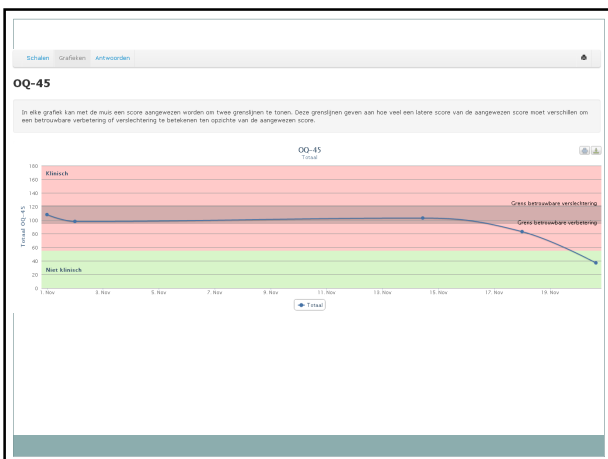 Schalen Grafieken Antwoorden
OQ-45
In elke grafiek kan met de muis een score aangewezen worden om twee grenslijnen te tonen. Deze grenslijnen geven aan hoe veel een latere score van de aangewezen score moet verschillen om
een betrouwbare verbetering of verslechtering te betekenen ten opzichte van de aangewezen score.
OQ-45
Totaal
Totaal OQ-45
180
160
140
120
100
80
60
40
20
0
Klinisch
Grens betrouwbare verslechtering
Grens betrouwbare verbetering
Niet klinisch
1. Nov 3. Nov 5. Nov 7. Nov 9. Nov 11. Nov 13. Nov 15. Nov 17. Nov 19. Nov
Totaal